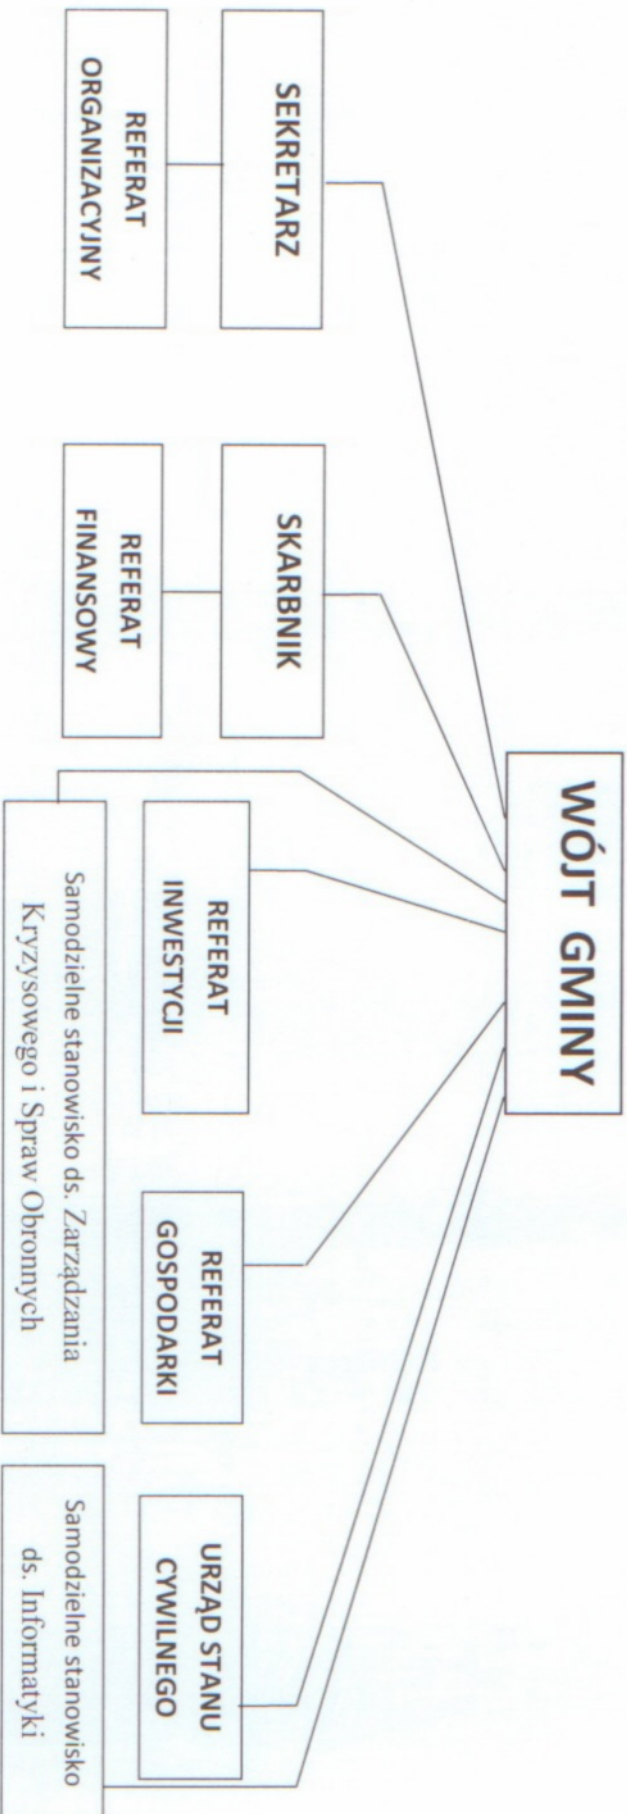 WÓJT GMINY
SEKRETARZ
SKARBNIK
REFERAT
ORGANIZACYJNY
REFERAT
FINANSOWY
REFERAT
INWESTYCJI
REFERAT
GOSPODARKI
URZĄD STANU
CYWILNEGO
Samodzielne stanowisko ds. Zarządzania
Kryzysowego i Spraw Obronnych
Samodzielne stanowisko
ds. Informatyki